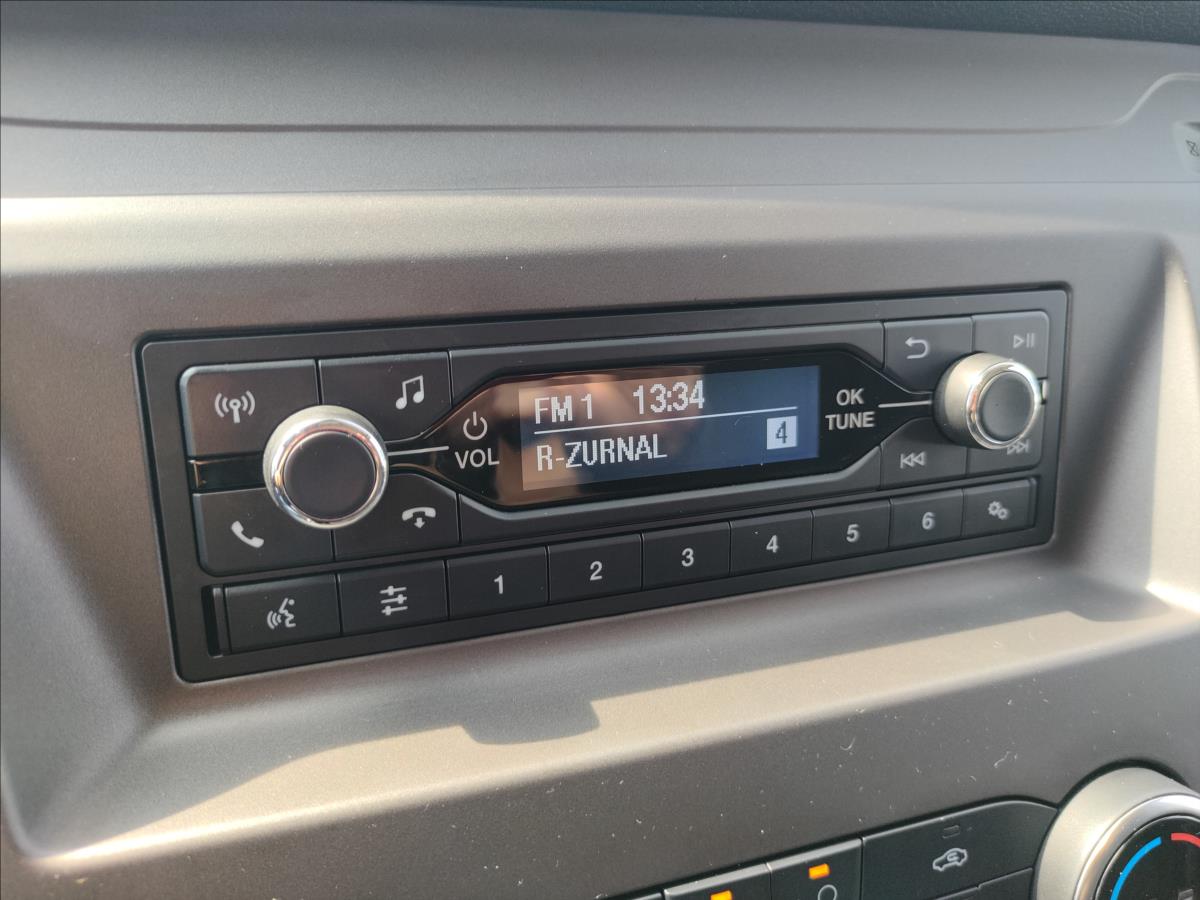 FM 1 13:34
R-ZURNAL 4
VOL
OK
TUNE
1 2 3 4 5 6